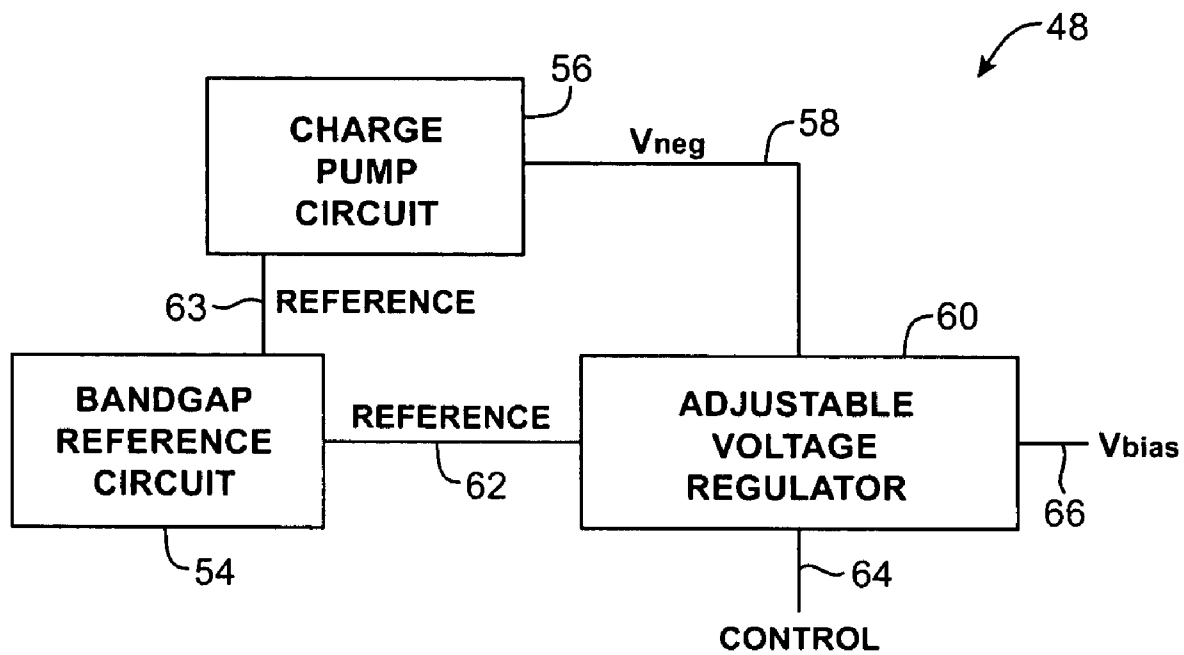 48
56
CHARGE
PUMP
CIRCUIT
Vneg
58
63
REFERENCE
60
BANDGAP
REFERENCE
CIRCUIT
REFERENCE
62
ADJUSTABLE
VOLTAGE
REGULATOR
Vbias
66
54
64
CONTROL